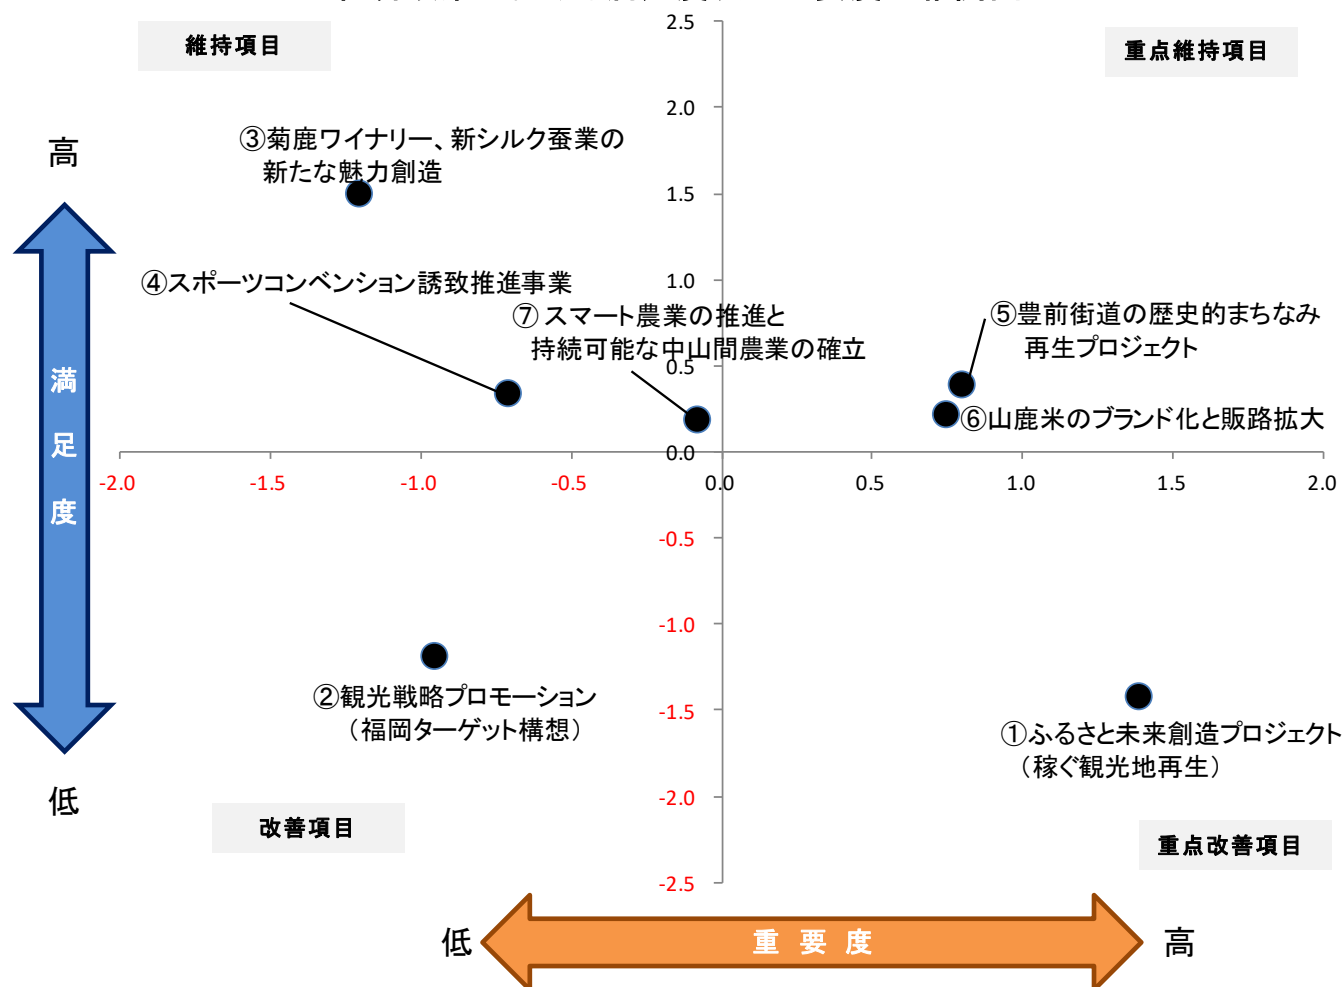 2.5
維持項目
重点維持項目
2.0
③菊鹿ワイナリー、新シルク蚕業の
新たな魅力創造
高
1.5
④スポーツコンベンション誘致推進事業
1.0
⑦ スマート農業の推進と
持続可能な中山間農業の確立
⑤豊前街道の歴史的まちなみ
再生プロジェクト
0.5
⑥山鹿米のブランド化と販路拡大
満足度
0.0
-2.0 -1.5 -1.0 -0.5 0.0 0.5 1.0 1.5 2.0
-0.5
-1.0
②観光戦略プロモーション
（福岡ターゲット構想）
-1.5
①ふるさと未来創造プロジェクト
（稼ぐ観光地再生）
低
-2.0
改善項目
重点改善項目
-2.5
低 重要度 高